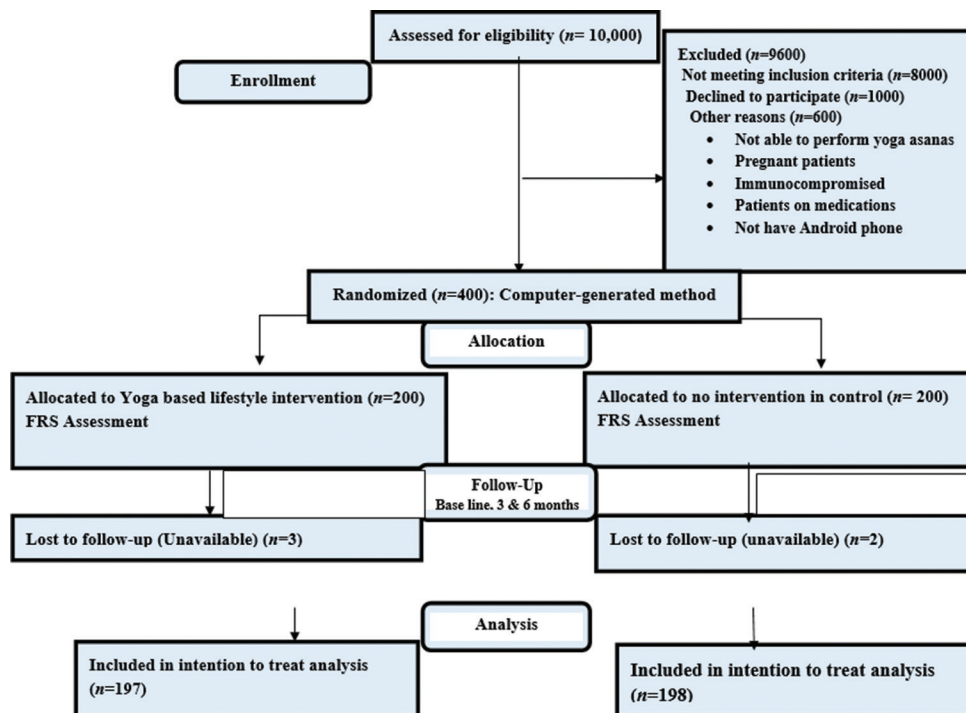 Assessed for eligibility (n= 10,000)
Enrollment
Excluded (n=9600)
Not meeting inclusion criteria (n=8000)
Declined to participate (n=1000)
Other reasons (n=600)
• Not able to perform yoga asanas
• Pregnant patients
• Immunocompromised
• Patients on medications
• Not have Android phone
Randomized (n=400): Computer-generated method
Allocation
Allocated to Yoga based lifestyle intervention (n=200)
FRS Assessment
Allocated to no intervention in control (n= 200)
FRS Assessment
Follow-Up
Base line. 3 & 6 months
Lost to follow-up (Unavailable) (n=3)
Lost to follow-up (unavailable) (n=2)
Analysis
Included in intention to treat analysis
(n=197)
Included in intention to treat analysis
(n=198)